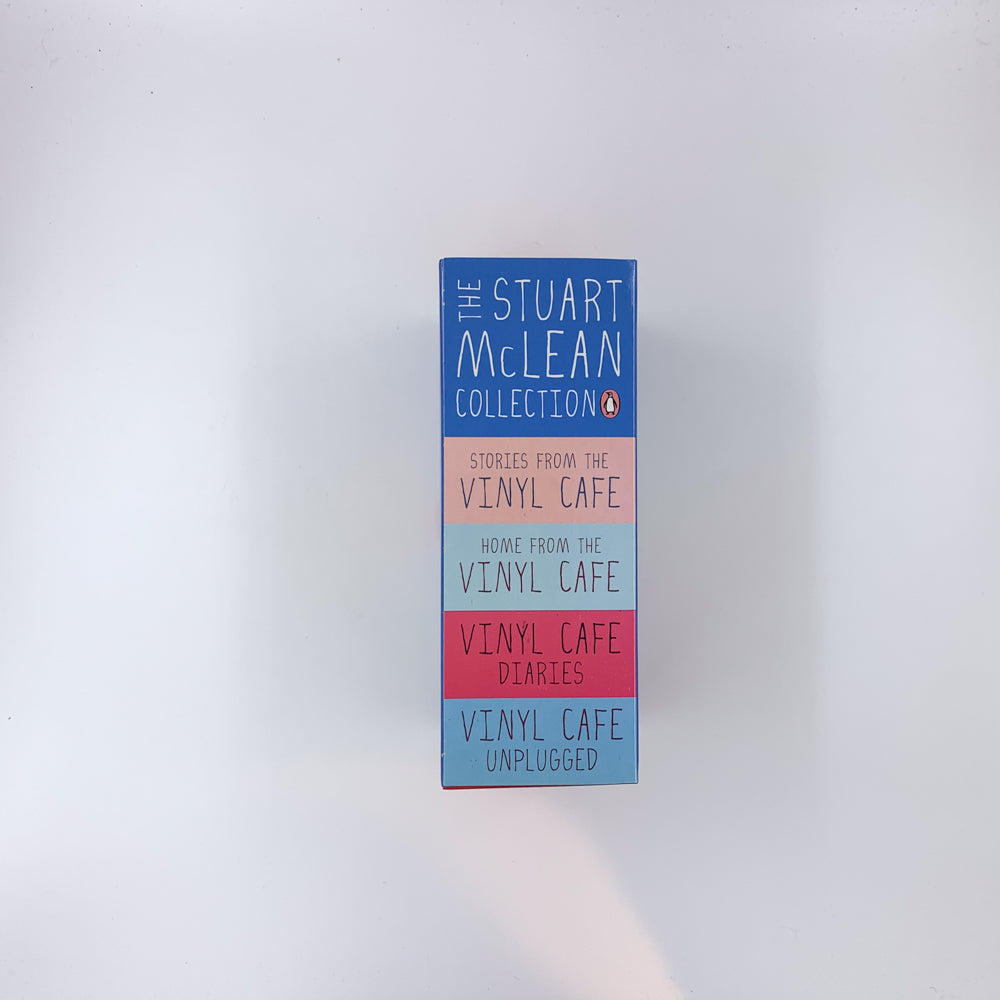 THE STUART
McLEAN
COLLECTION
STORIES FROM THE
VINYL CAFE
HOME FROM THE
VINYL CAFE
VINYL CAFE
DIARIES
VINYL CAFE
UNPLUGGED